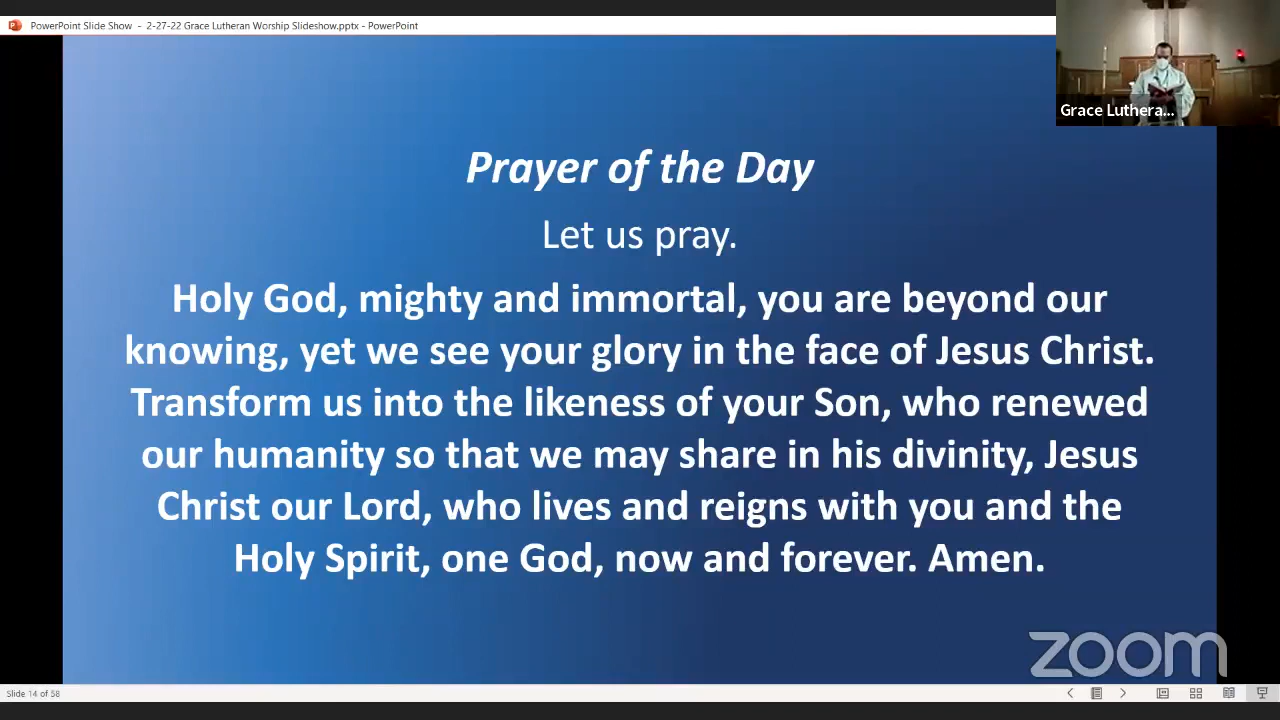 PowerPoint Slide Show - 2-27-22 Grace Lutheran Worship Slideshow.pptx - PowerPoint
Grace Luthera...
Prayer of the Day
Let us pray.
Holy God, mighty and immortal, you are beyond our
knowing, yet we see your glory in the face of Jesus Christ.
Transform us into the likeness of your Son, who renewed
our humanity so that we may share in his divinity, Jesus
Christ our Lord, who lives and reigns with you and the
Holy Spirit, one God, now and forever. Amen.
zoom
Slide 14 of 58